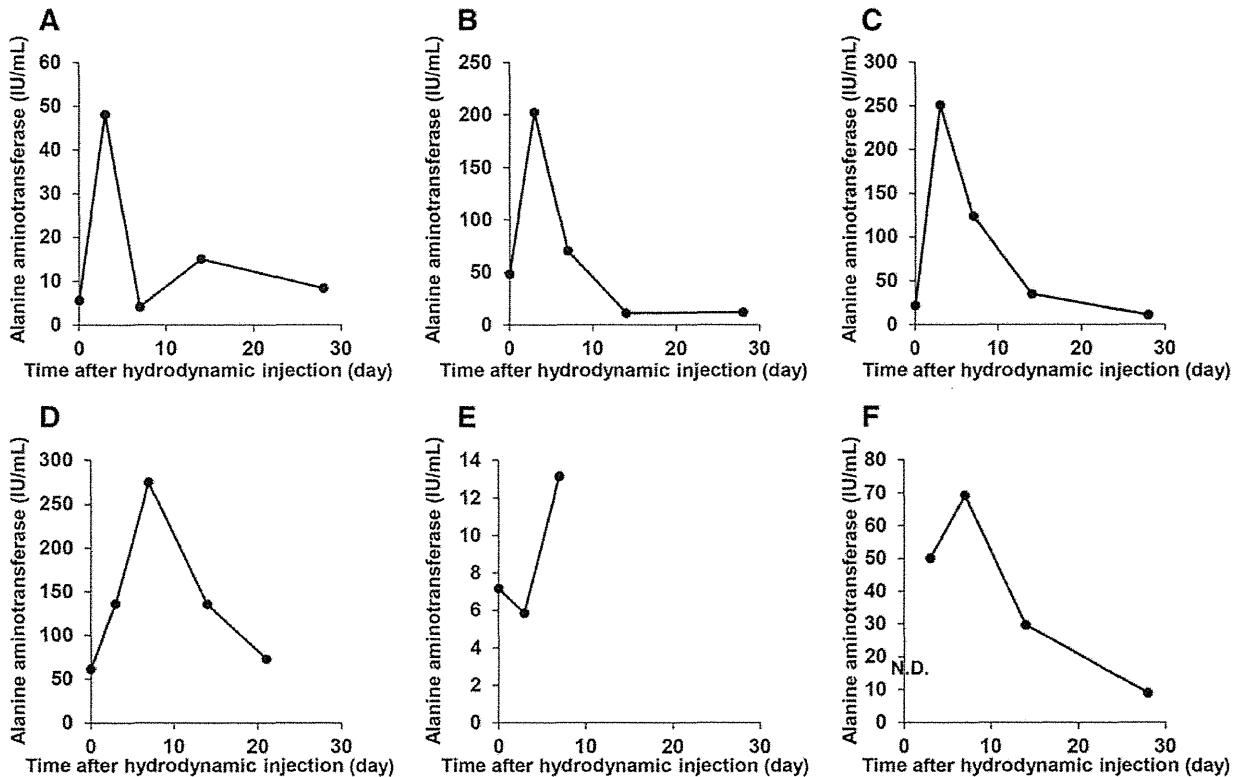 A
Alanine aminotransferase (IU/mL)
60
50
40
30
20
10
0
0 10 20 30
Time after hydrodynamic injection (day)
B
Alanine aminotransferase (IU/mL)
250
200
150
100
50
0
0 10 20 30
Time after hydrodynamic injection (day)
C
Alanine aminotransferase (IU/mL)
300
250
200
150
100
50
0
0 10 20 30
Time after hydrodynamic injection (day)
D
Alanine aminotransferase (IU/mL)
300
250
200
150
100
50
0
0 10 20 30
Time after hydrodynamic injection (day)
E
Alanine aminotransferase (IU/mL)
14
12
10
8
6
4
2
0
0 10 20 30
Time after hydrodynamic injection (day)
F
Alanine aminotransferase (IU/mL)
80
70
60
50
40
30
20
N.D.
10
0
0 10 20 30
Time after hydrodynamic injection (day)